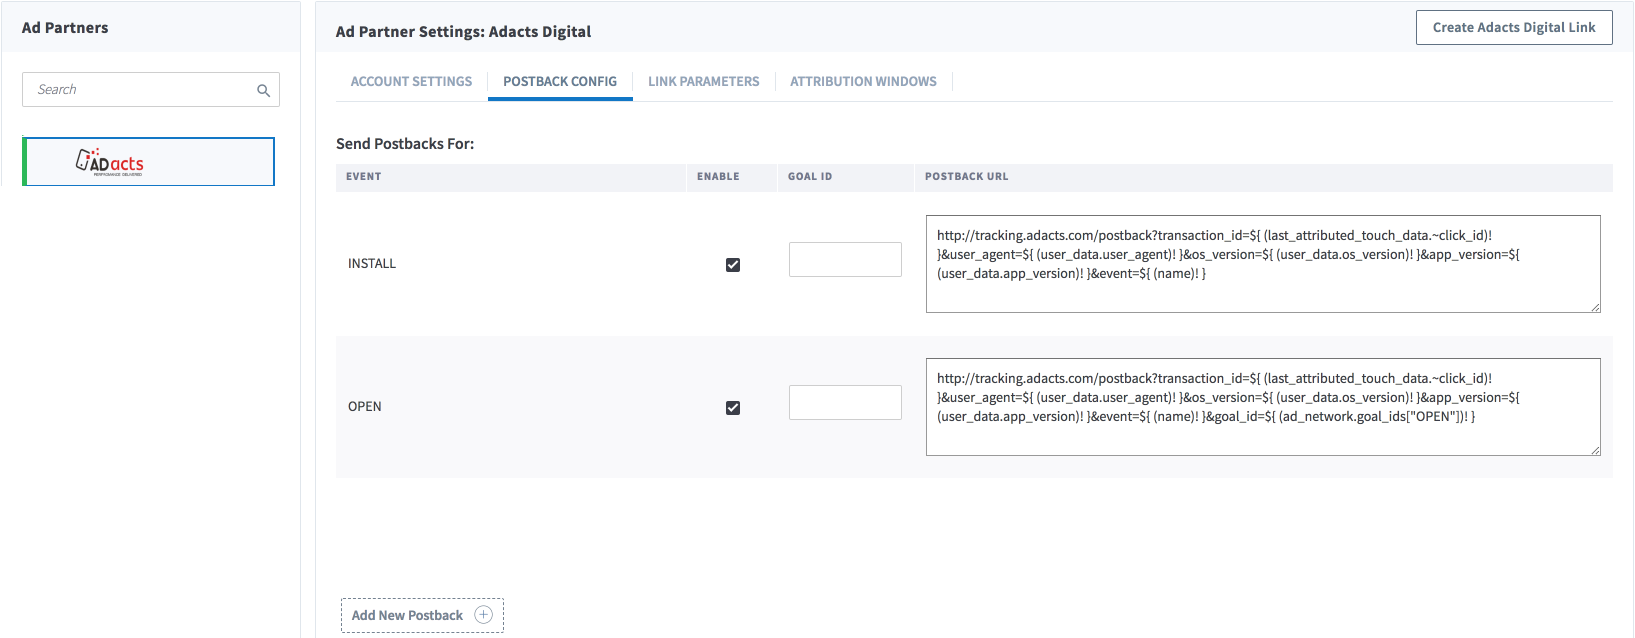 Ad Partners
Search
ADacts
PERFORMANCE DELIVERED
Ad Partner Settings: Adacts Digital
Create Adacts Digital Link
ACCOUNT SETTINGS
POSTBACK CONFIG
LINK PARAMETERS
ATTRIBUTION WINDOWS
Send Postbacks For:
EVENT
ENABLE
GOAL ID
POSTBACK URL
INSTALL
http://tracking.adacts.com/postback?transaction_id=${ (last_attributed_touch_data.~click_id)!
}&user_agent=${ (user_data.user_agent)! }&os_version=${ (user_data.os_version)! }&app_version=${
(user_data.app_version)! }&event=${ (name)! }
OPEN
http://tracking.adacts.com/postback?transaction_id=${ (last_attributed_touch_data.~click_id)!
}&user_agent=${ (user_data.user_agent)! }&os_version=${ (user_data.os_version)! }&app_version=${
(user_data.app_version)! }&event=${ (name)! }&goal_id=${ (ad_network.goal_ids["OPEN"])! }
Add New Postback